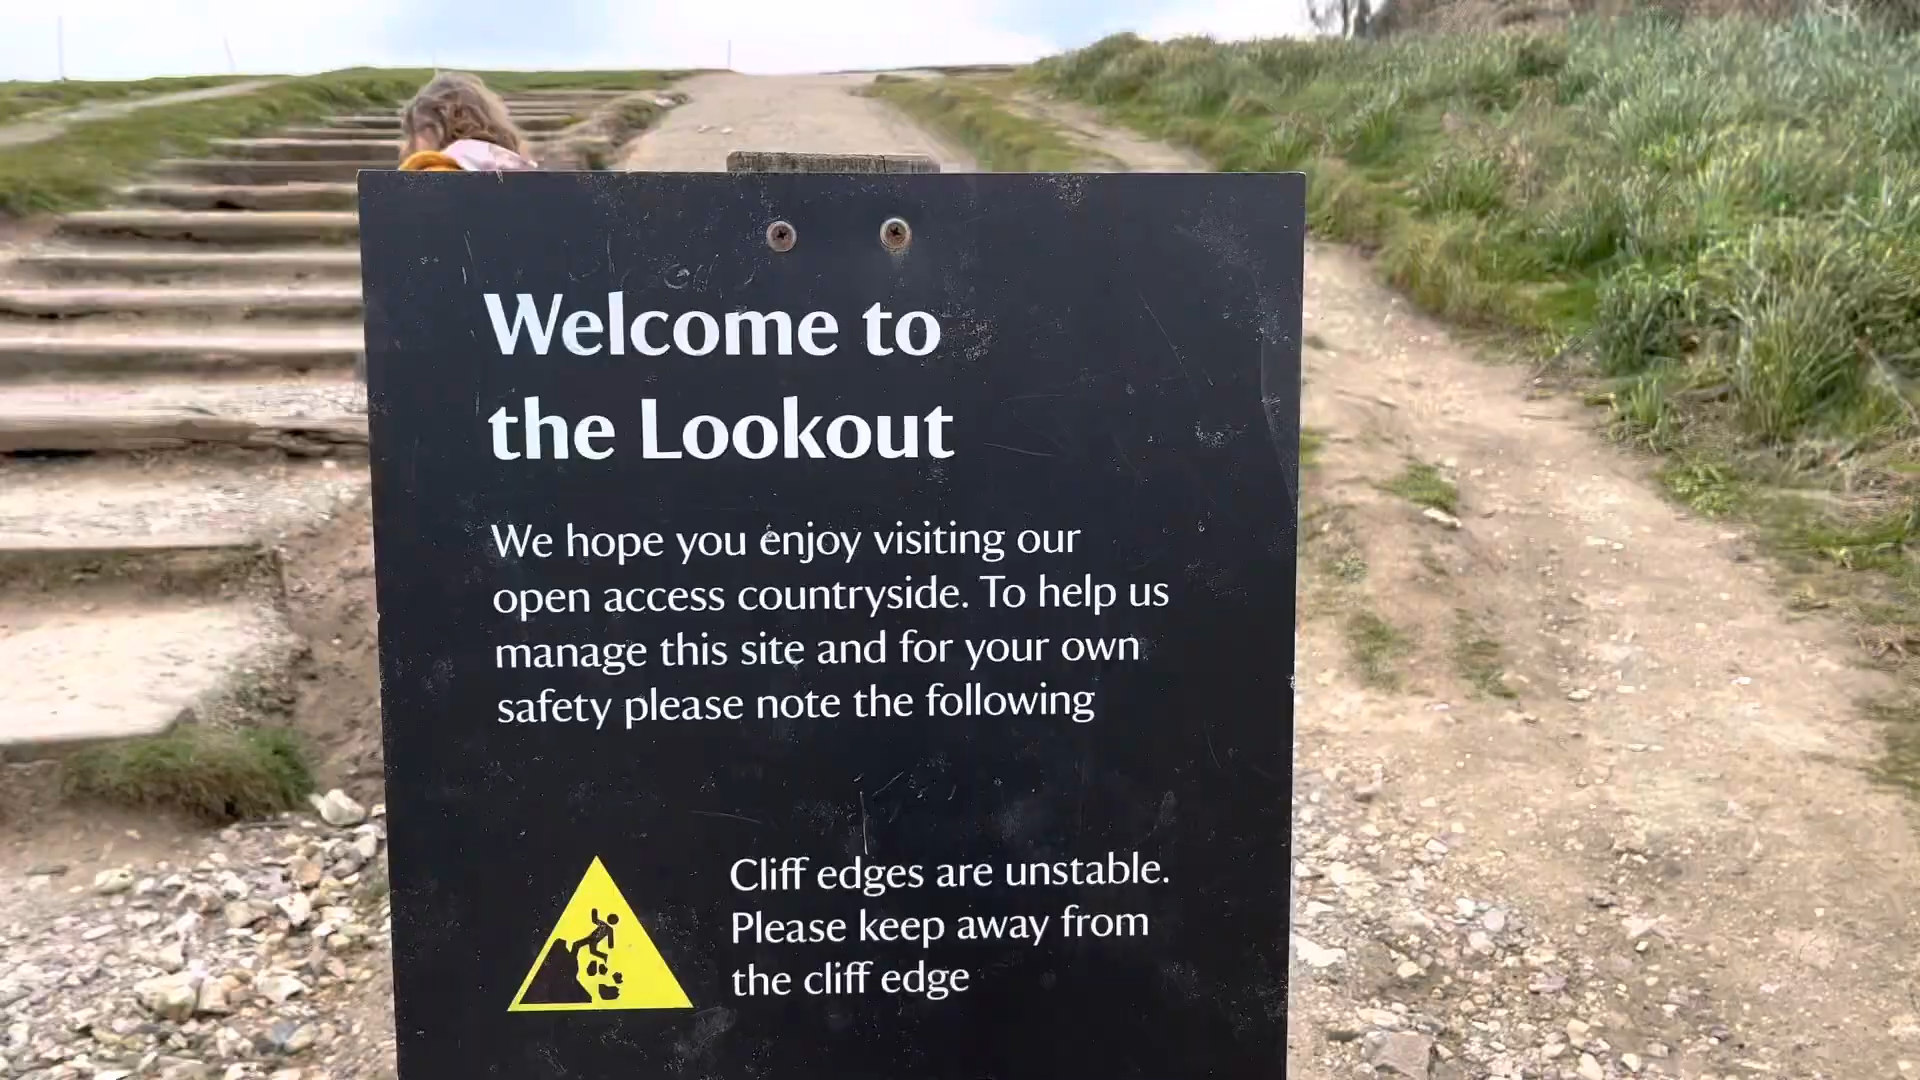 Welcome to
the Lookout
We hope you enjoy visiting our
open access countryside. To help us
manage this site and for your own
safety please note the following
Cliff edges are unstable.
Please keep away from
the cliff edge